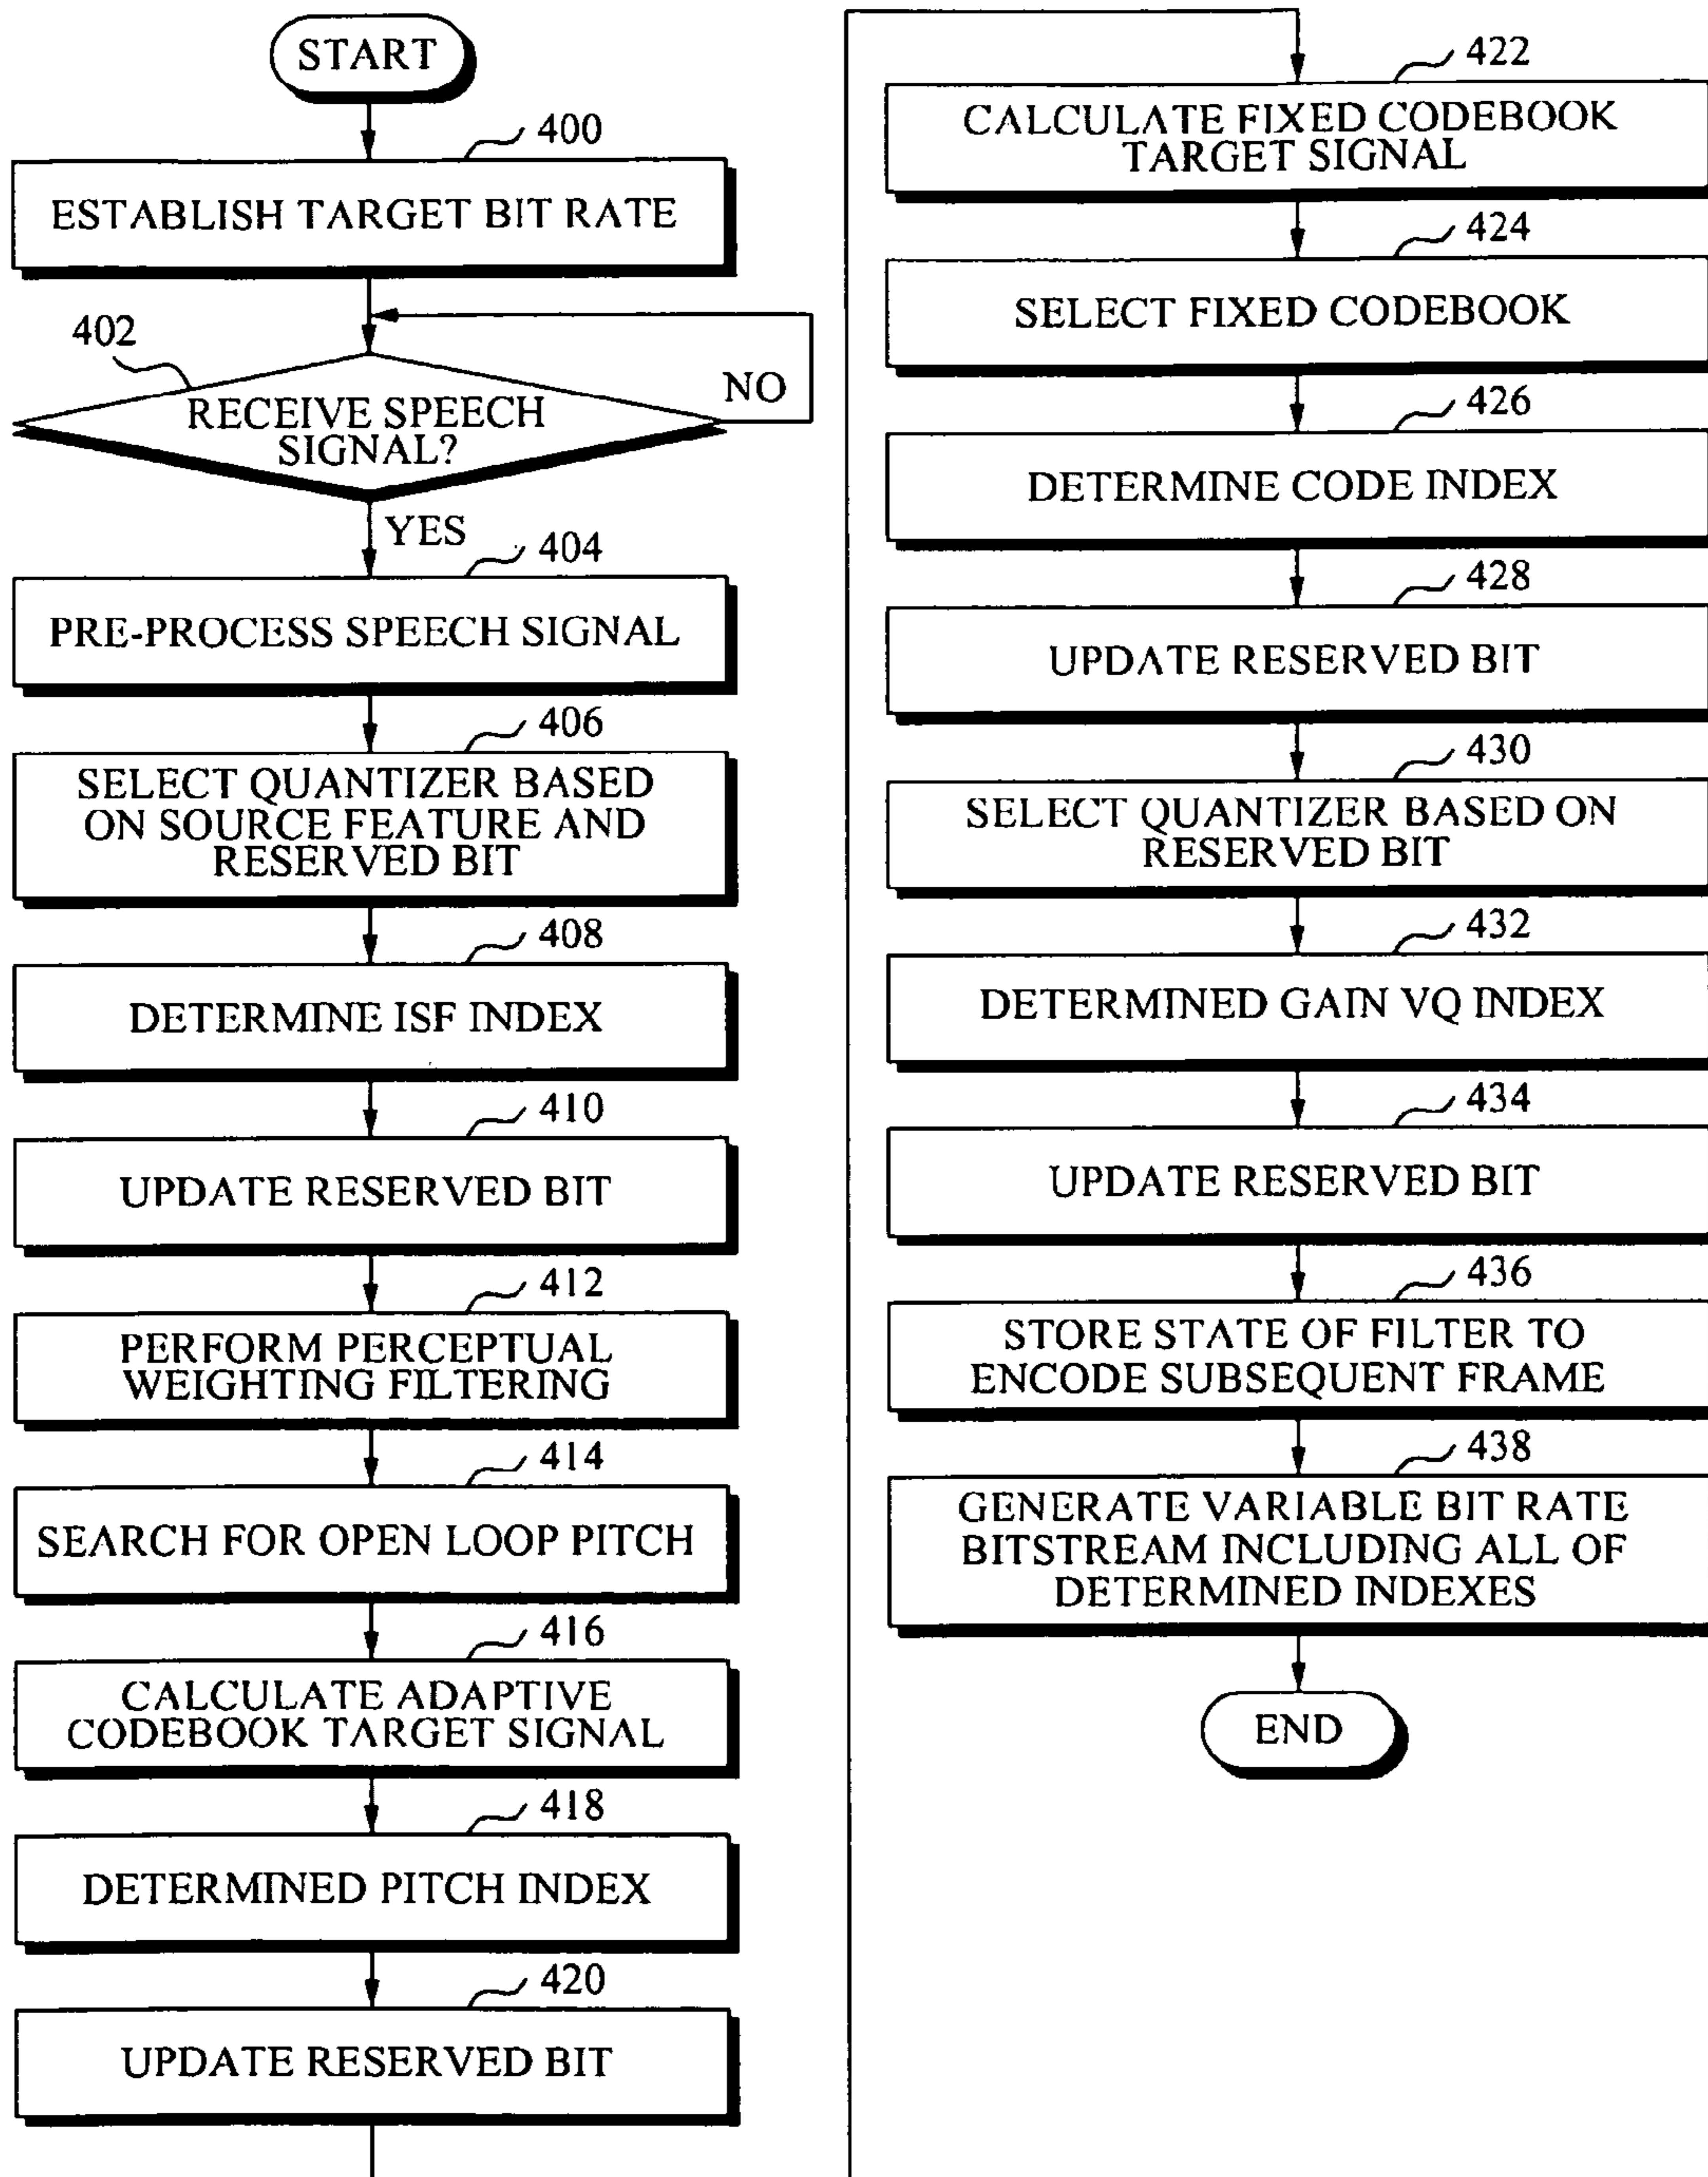 START
400
ESTABLISH TARGET BIT RATE
402
NO
RECEIVE SPEECH
SIGNAL?
YES
404
PRE-PROCESS SPEECH SIGNAL
406
SELECT QUANTIZER BASED
ON SOURCE FEATURE AND
RESERVED BIT
408
DETERMINE ISF INDEX
410
UPDATE RESERVED BIT
412
PERFORM PERCEPTUAL
WEIGHTING FILTERING
414
SEARCH FOR OPEN LOOP PITCH
416
CALCULATE ADAPTIVE
CODEBOOK TARGET SIGNAL
418
DETERMINED PITCH INDEX
420
UPDATE RESERVED BIT
422
CALCULATE FIXED CODEBOOK
TARGET SIGNAL
424
SELECT FIXED CODEBOOK
426
DETERMINE CODE INDEX
428
UPDATE RESERVED BIT
430
SELECT QUANTIZER BASED ON
RESERVED BIT
432
DETERMINED GAIN VQ INDEX
434
UPDATE RESERVED BIT
436
STORE STATE OF FILTER TO
ENCODE SUBSEQUENT FRAME
438
GENERATE VARIABLE BIT RATE
BITSTREAM INCLUDING ALL OF
DETERMINED INDEXES
END